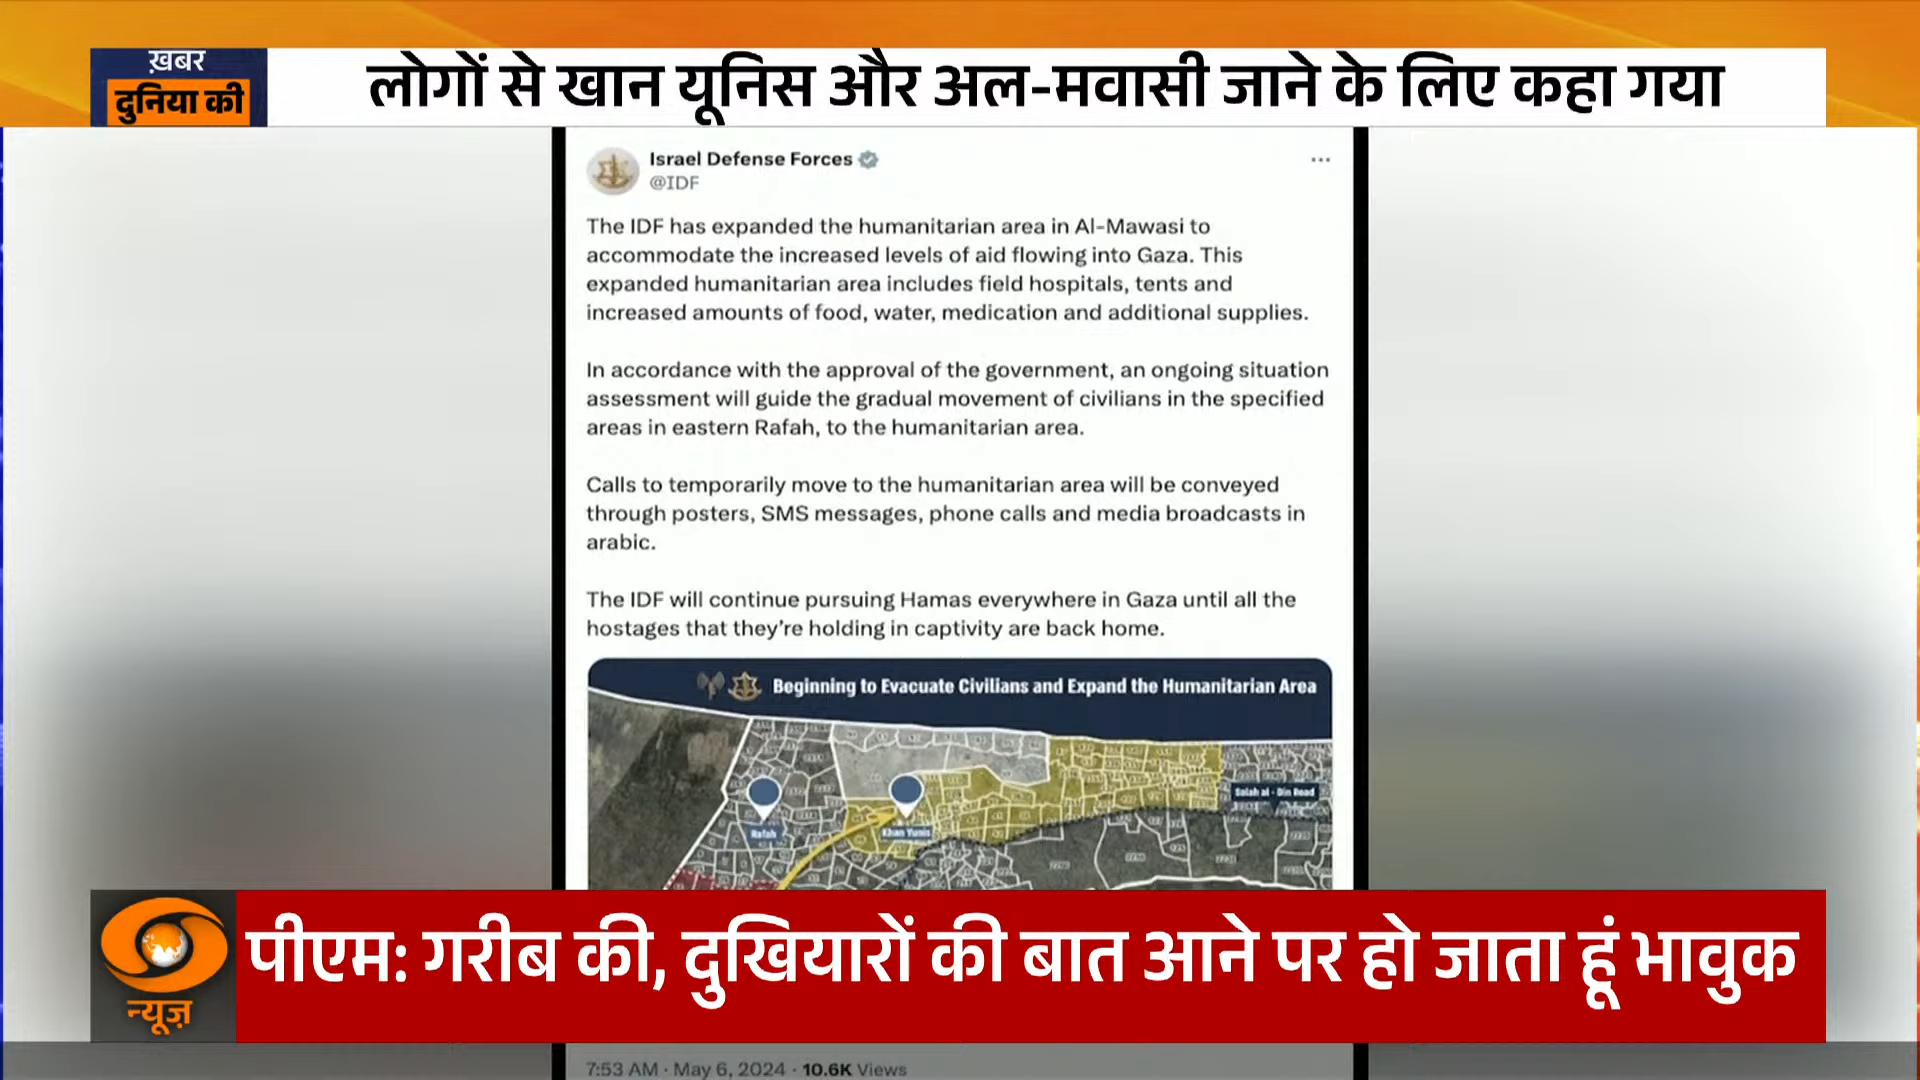 ख़बर
दुनिया की
लोगों से खान यूनिस और अल-मवासी जाने के लिए कहा गया
Israel Defense Forces
@IDF
The IDF has expanded the humanitarian area in Al-Mawasi to
accommodate the increased levels of aid flowing into Gaza. This
expanded humanitarian area includes field hospitals, tents and
increased amounts of food, water, medication and additional supplies.
In accordance with the approval of the government, an ongoing situation
assessment will guide the gradual movement of civilians in the specified
areas in eastern Rafah, to the humanitarian area.
Calls to temporarily move to the humanitarian area will be conveyed
through posters, SMS messages, phone calls and media broadcasts in
arabic.
The IDF will continue pursuing Hamas everywhere in Gaza until all the
hostages that they’re holding in captivity are back home.
Beginning to Evacuate Civilians and Expand the Humanitarian Area
Salah al - Din Road
Rafah
Khan Yunis
पीएम: गरीब की, दुखियारों की बात आने पर हो जाता हूं भावुक
न्यूज़
7:53 AM · May 6, 2024 · 10.6K Views